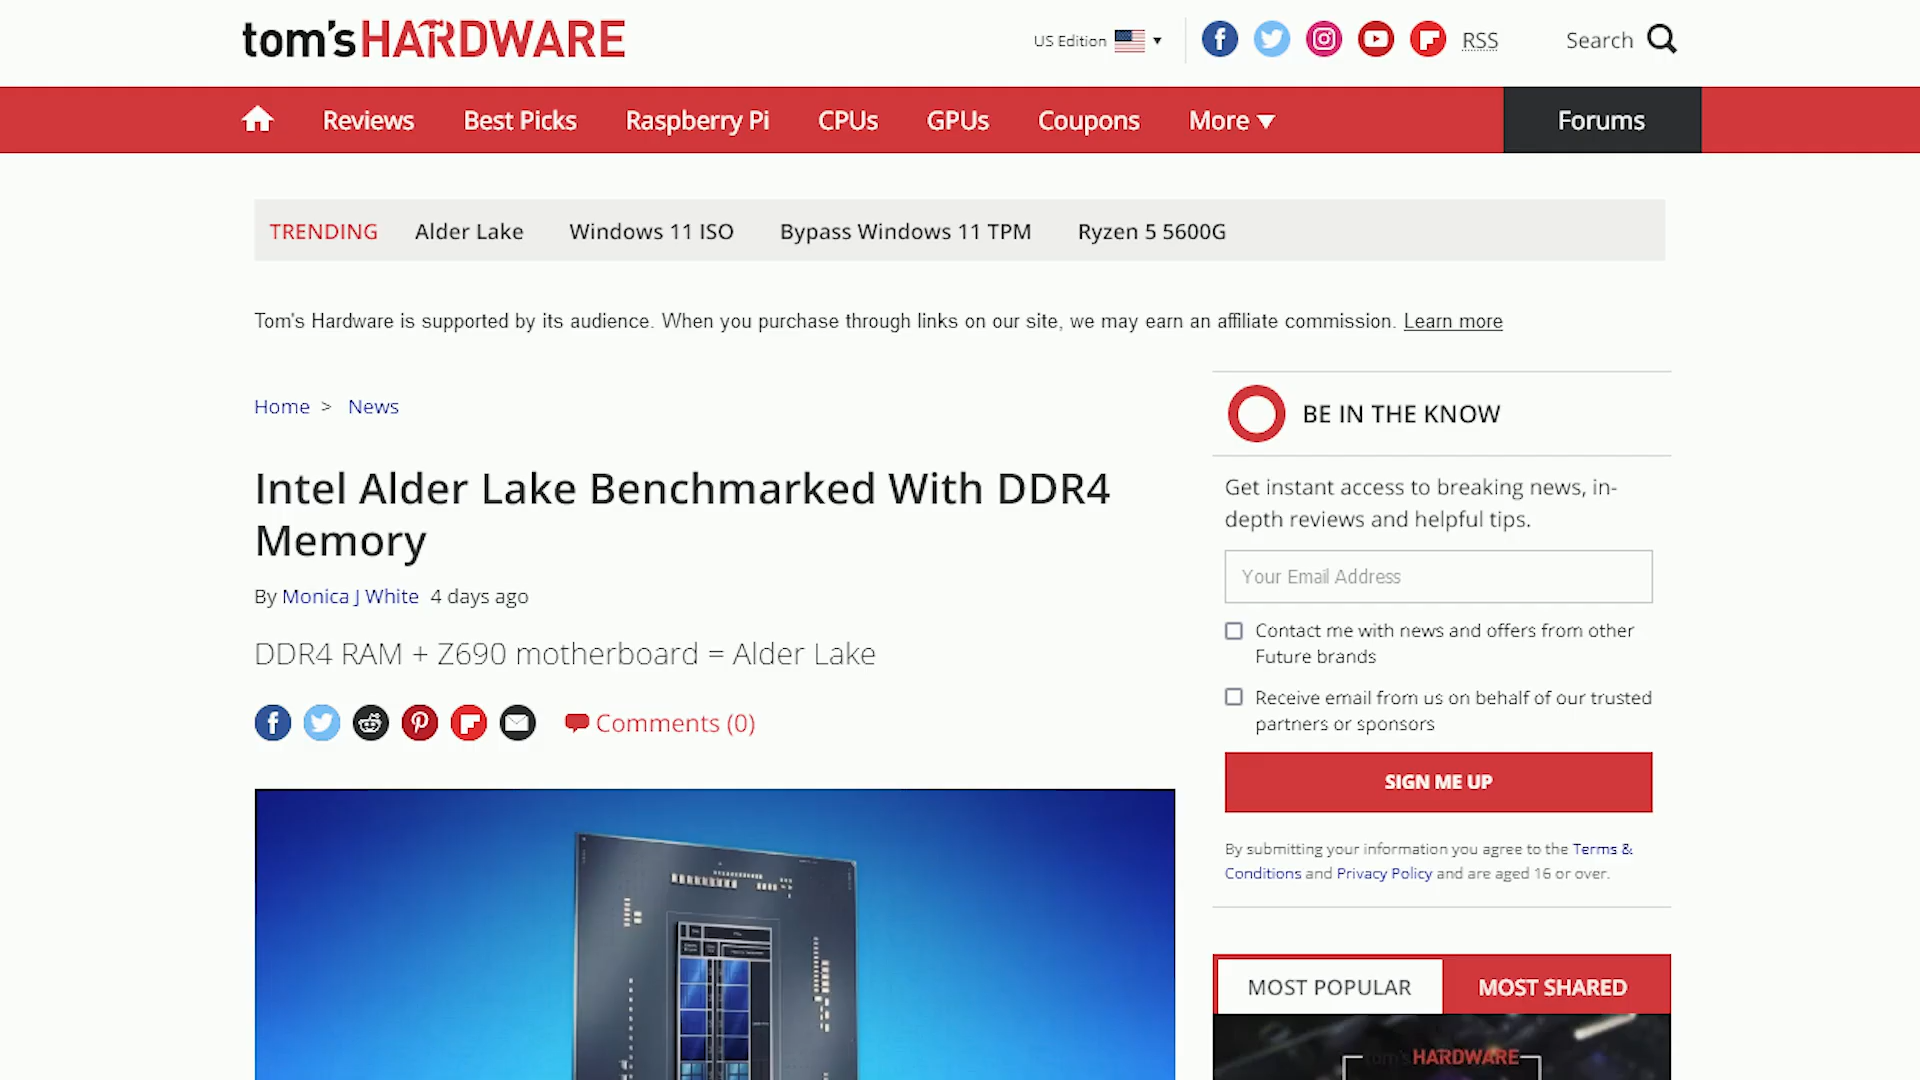 tom'sHARDWARE
US Edition
RSS
Search
Reviews
Best Picks
Raspberry Pi
CPUs
GPUs
Coupons
More
Forums
TRENDING
Alder Lake
Windows 11 ISO
Bypass Windows 11 TPM
Ryzen 5 5600G
Tom's Hardware is supported by its audience. When you purchase through links on our site, we may earn an affiliate commission. Learn more
Home > News
Intel Alder Lake Benchmarked With DDR4
Memory
By Monica J White 4 days ago
DDR4 RAM + Z690 motherboard = Alder Lake
Comments (0)
BE IN THE KNOW
Get instant access to breaking news, in-
depth reviews and helpful tips.
Your Email Address
Contact me with news and offers from other
Future brands
Receive email from us on behalf of our trusted
partners or sponsors
SIGN ME UP
By submitting your information you agree to the Terms &
Conditions and Privacy Policy and are aged 16 or over.
MOST POPULAR
MOST SHARED
tom's HARDWARE